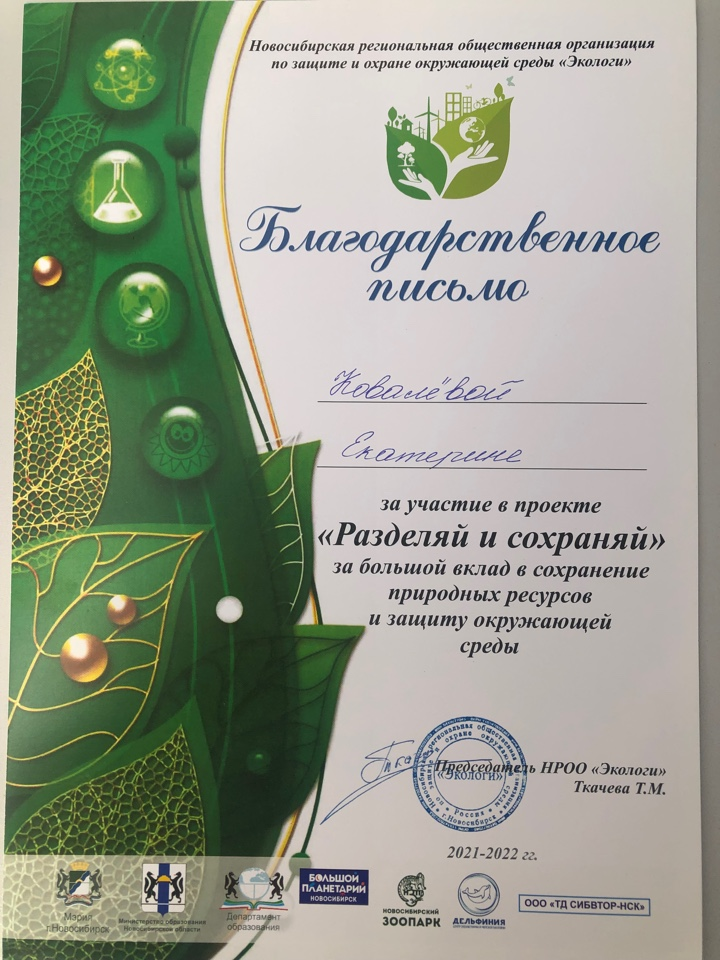 Новосибирская региональная общественная организация
по защите и охране окружающей среды «Экологи»
Благодарственное
письмо
Ковалёвой
Екатерине
за участие в проекте
«Разделяй и сохраняй»
за большой вклад в сохранение
природных ресурсов
и защиту окружающей
среды
Председатель НРОО «Экологи»
Ткачева Т.М.
«Экологи»
Россия
г.Новосибирск
2021-2022 гг.
Мэрия
г.Новосибирск
Министерство образования
Новосибирской области
Департамент
образования
БОЛЬШОЙ
ПЛАНЕТАРИЙ
НОВОСИБИРСК
НОВОСИБИРСКИЙ
ЗООПАРК
ДЕЛЬФИНИЯ
ООО «ТД СИБВТОР-НСК»